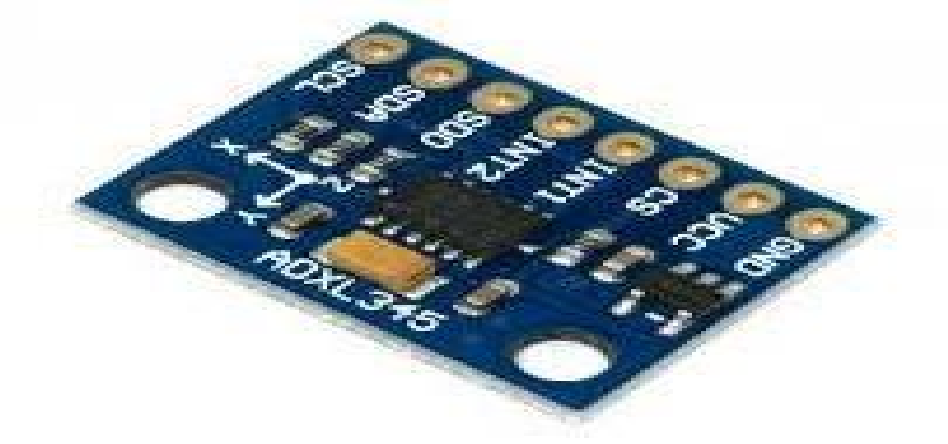 SCL
SDA
SDO
INT2
INT1
CS
VCC
GND
X
Y
Z
ADXL345